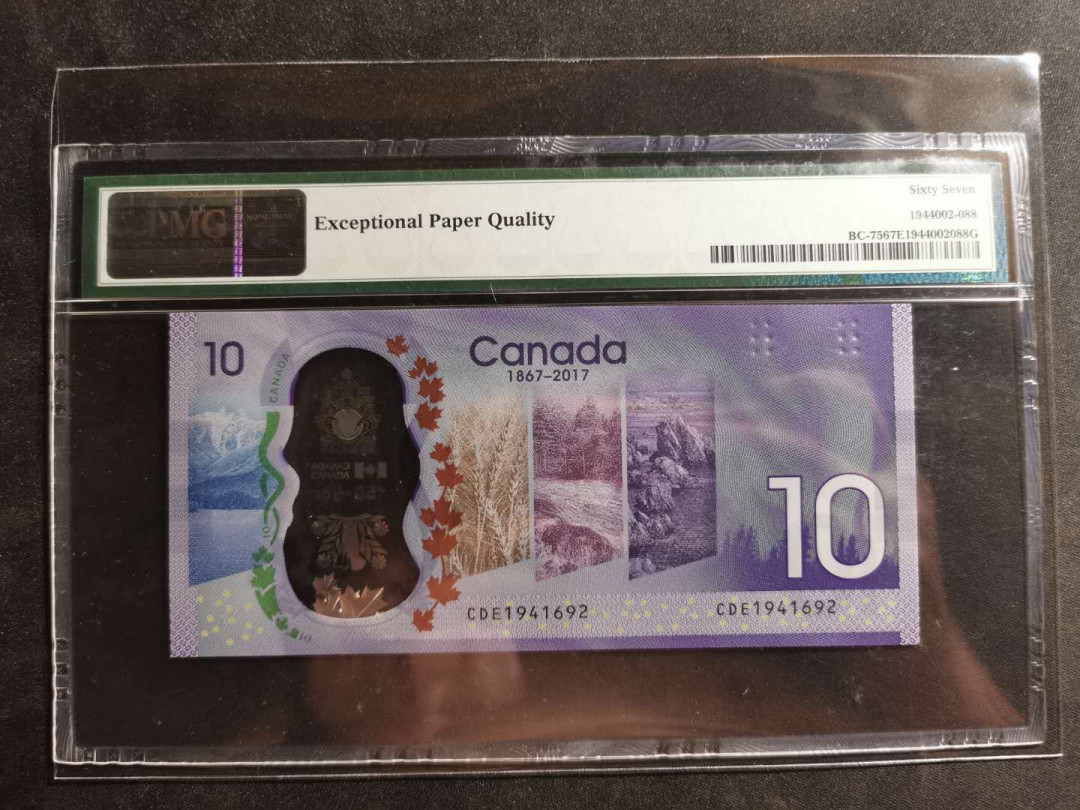 PMG
Exceptional Paper Quality
Sixty Seven
1944002-088
BC-7567E1944002088G
10
CANADA
Canada
1867–2017
10
CDE1941692
CDE1941692